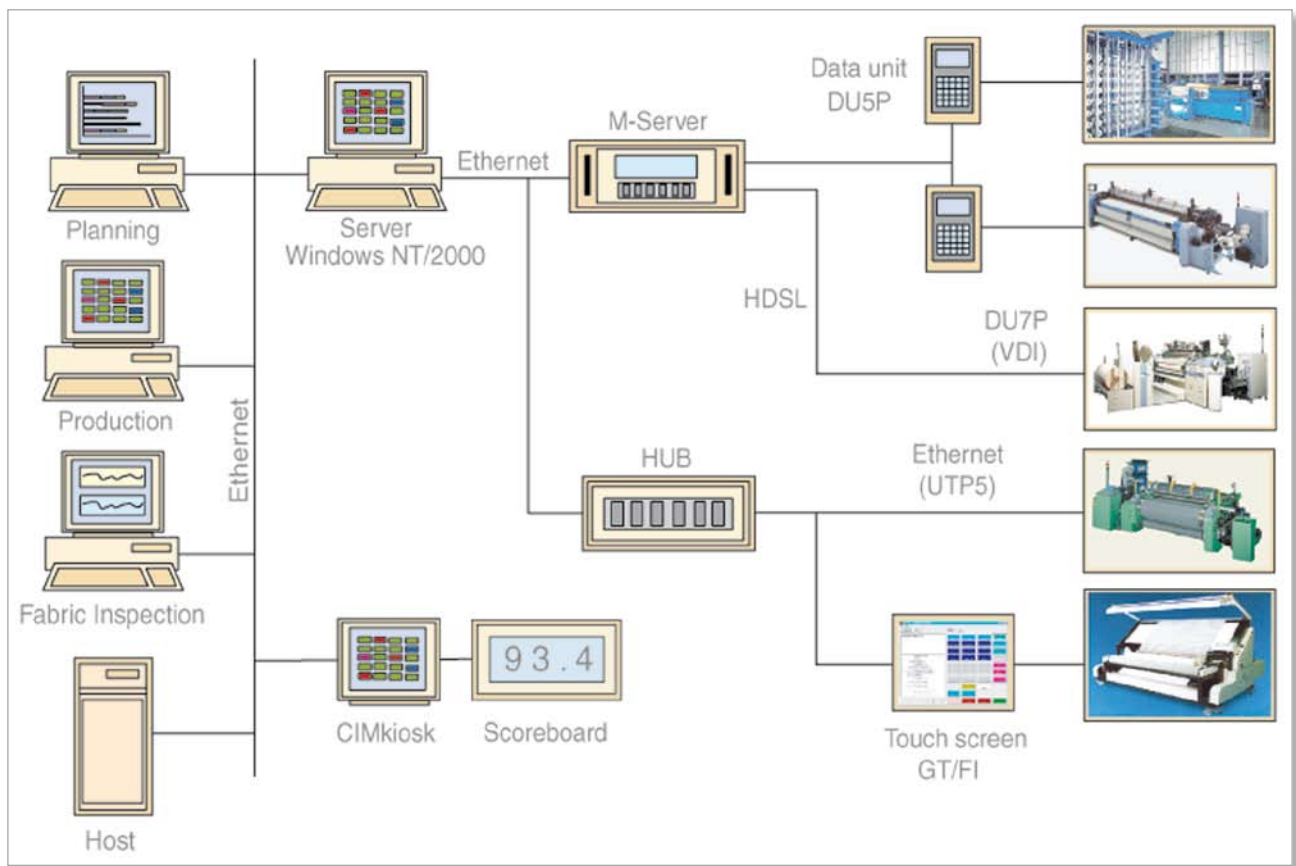 Planning
Production
Fabric Inspection
Host
Ethernet
Server
Windows NT/2000
Ethernet
M-Server
Data unit
DU5P
HDSL
DU7P
(VDI)
HUB
Ethernet
(UTP5)
CIMkiosk
93.4
Scoreboard
Touch screen
GT/FI